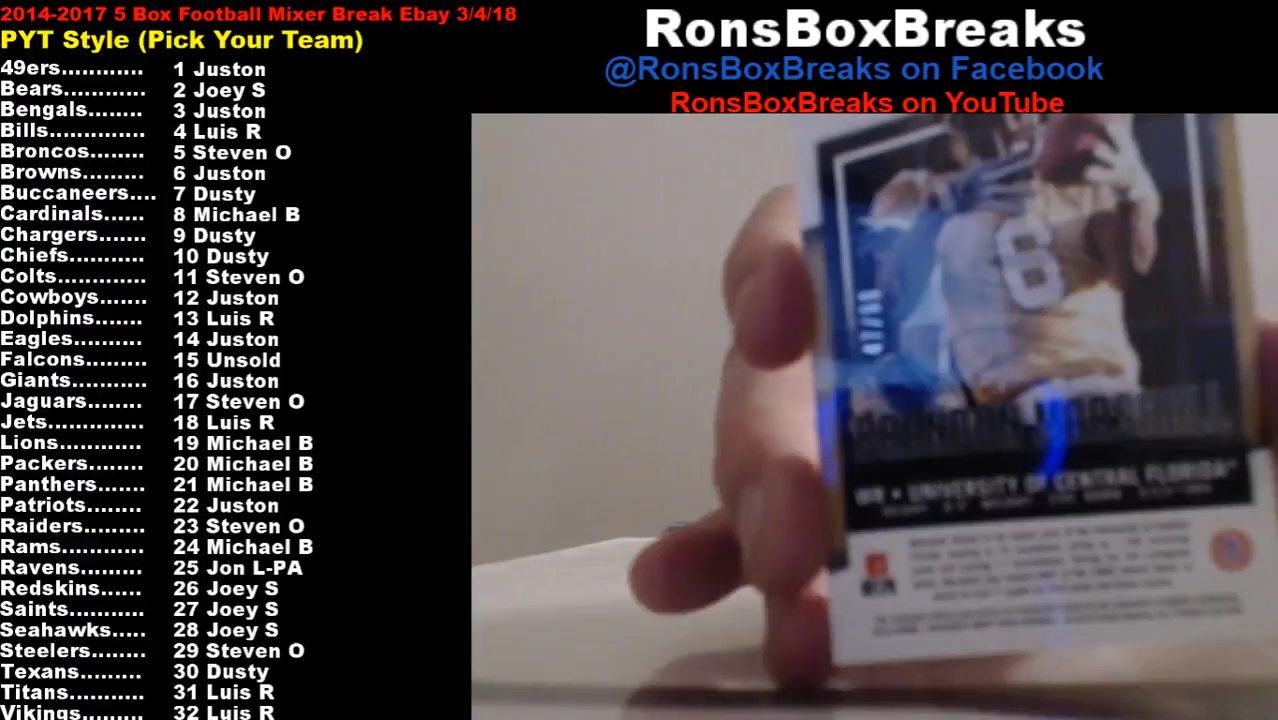 2014-2017 5 Box Football Mixer Break Ebay 3/4/18
PYT Style (Pick Your Team)
49ers............ 1 Juston
Bears............ 2 Joey S
Bengals........ 3 Juston
Bills.............. 4 Luis R
Broncos........ 5 Steven O
Browns......... 6 Juston
Buccaneers.... 7 Dusty
Cardinals...... 8 Michael B
Chargers....... 9 Dusty
Chiefs........... 10 Dusty
Colts............. 11 Steven O
Cowboys....... 12 Juston
Dolphins....... 13 Luis R
Eagles.......... 14 Juston
Falcons......... 15 Unsold
Giants........... 16 Juston
Jaguars........ 17 Steven O
Jets.............. 18 Luis R
Lions............ 19 Michael B
Packers........ 20 Michael B
Panthers....... 21 Michael B
Patriots........ 22 Juston
Raiders......... 23 Steven O
Rams............ 24 Michael B
Ravens......... 25 Jon L-PA
Redskins...... 26 Joey S
Saints........... 27 Joey S
Seahawks..... 28 Joey S
Steelers........ 29 Steven O
Texans......... 30 Dusty
Titans........... 31 Luis R
Vikings......... 32 Luis R
RonsBoxBreaks
@RonsBoxBreaks on Facebook
RonsBoxBreaks on YouTube
6
WR • UNIVERSITY OF CENTRAL FLORIDA